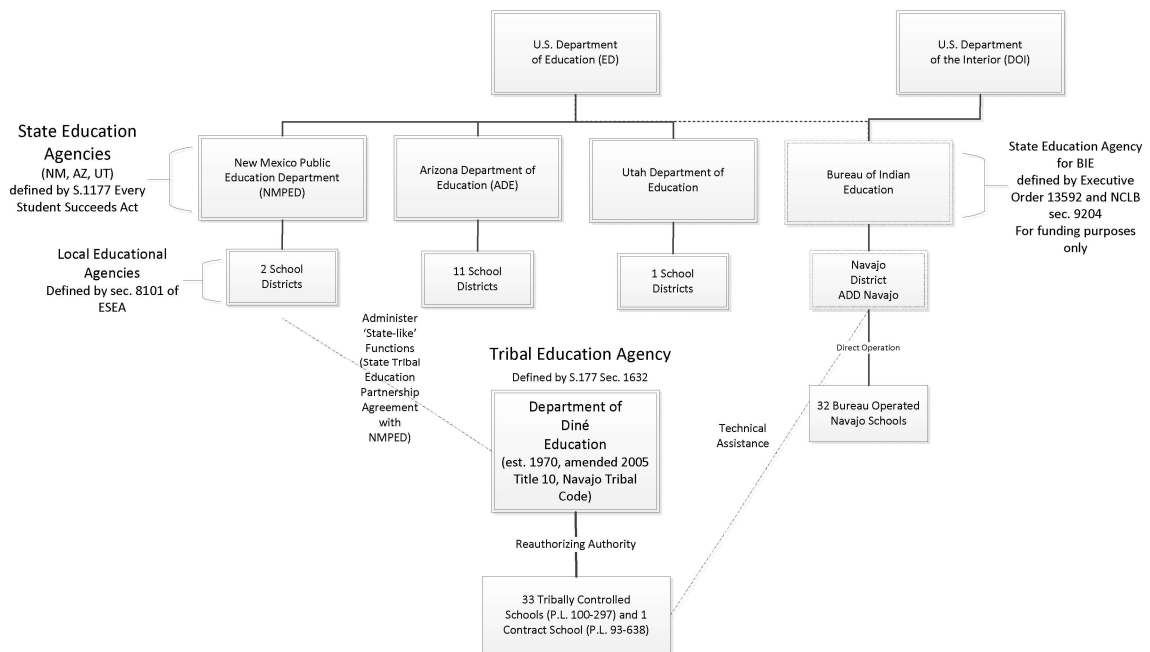 U.S. Department
of Education (ED)
U.S. Department
of the Interior (DOI)
State Education
Agencies
(NM, AZ, UT)
defined by S.1177 Every
Student Succeeds Act
New Mexico Public
Education Department
(NMPED)
Arizona Department of
Education (ADE)
Utah Department of
Education
Bureau of Indian
Education
State Education Agency
for BIE
defined by Executive
Order 13592 and NCLB
sec. 9204
For funding purposes
only
Local Educational
Agencies
Defined by sec. 8101 of
ESEA
2 School
Districts
11 School
Districts
1 School
Districts
Navajo
District
ADD Navajo
Administer
‘State-like’
Functions
(State Tribal
Education
Partnership
Agreement
with
NMPED)
Direct Operation
Tribal Education Agency
Defined by S.177 Sec. 1632
Department of
Diné
Education
(est. 1970, amended 2005
Title 10, Navajo Tribal
Code)
32 Bureau Operated
Navajo Schools
Technical
Assistance
Reauthorizing Authority
33 Tribally Controlled
Schools (P.L. 100-297) and 1
Contract School (P.L. 93-638)